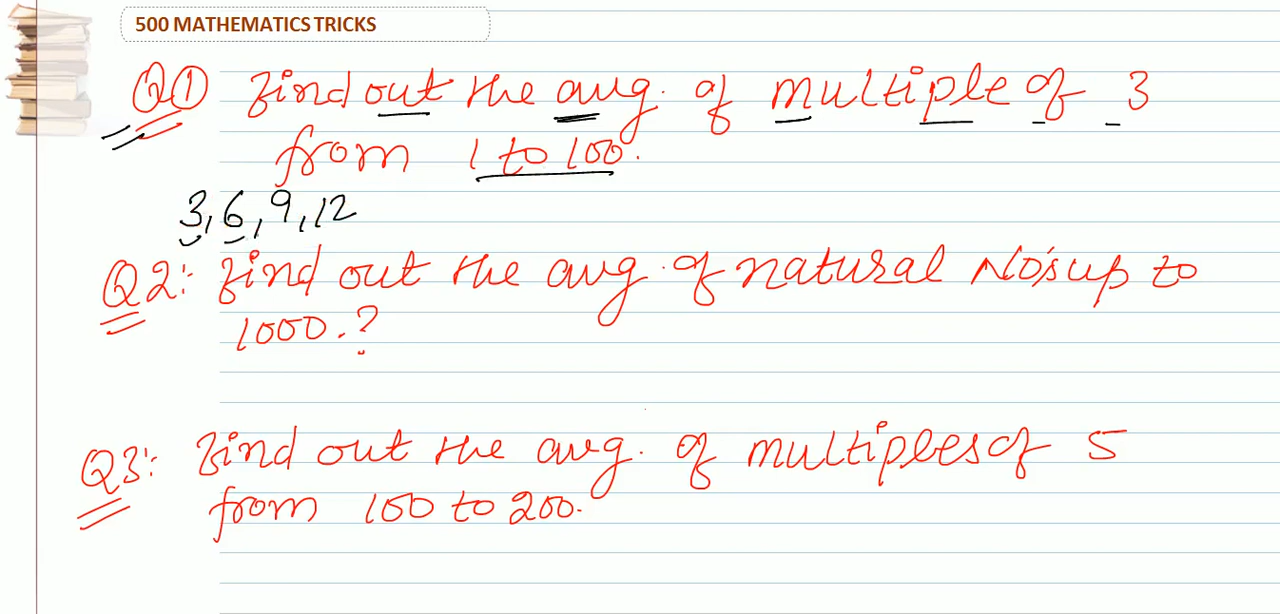 500 MATHEMATICS TRICKS
Q1 Find out the avg. of multiple of 3
from 1 to 100.
3, 6, 9, 12
Q2: Find out the avg. of natural No's up to
1000.?
Q3: Find out the avg. of multiples of 5
from 100 to 200.